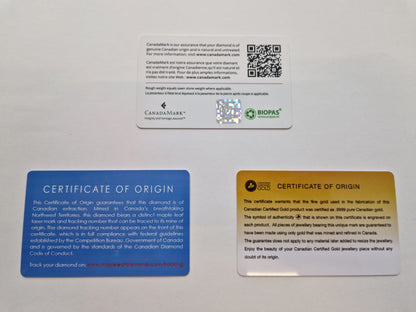 CanadaMark is our assurance that your diamond is of
genuine Canadian origin and is natural and untreated.
For more information, visit www.canadamark.com
CanadaMark est notre assurance que votre diamant
est vraiment d'origine Canadienne, qu'il est naturel et
n'a pas été traité. Pour de plus amples informations,
visitez notre site Web: www.canadamark.com
Rough weight equals sawn stone weight where applicable.
CANADAMARK™
BIOPAS
CERTIFICATE OF ORIGIN
This Certificate of Origin guarantees that this diamond is of
Canadian extraction. Mined in Canada's breathtaking
Northwest Territories, this diamond bears a distinct maple leaf
laser mark and tracking number that can be traced to its mine of
origin. The diamond tracking number appears on the front of this
certificate, which is in full compliance with federal guidelines
established by the Competition Bureau, Government of Canada
and is governed by the standards of the Canadian Diamond
Code of Conduct.
Track your diamond on:
GOLD
CERTIFICATE OF ORIGIN
This certificate warrants that the fine gold used in the fabrication of this
Canadian Certified Gold product was certified as .9999 pure Canadian gold.
The symbol of authenticity that is shown on this certificate is engraved on
each product. All pieces of jewellery bearing this unique mark are guaranteed to
have been made using only gold that was mined and refined in Canada.
The guarantee does not apply to any material later added to resize the jewellery.
Enjoy the beauty of your Canadian Certified Gold jewellery piece without any
doubt of its origin.